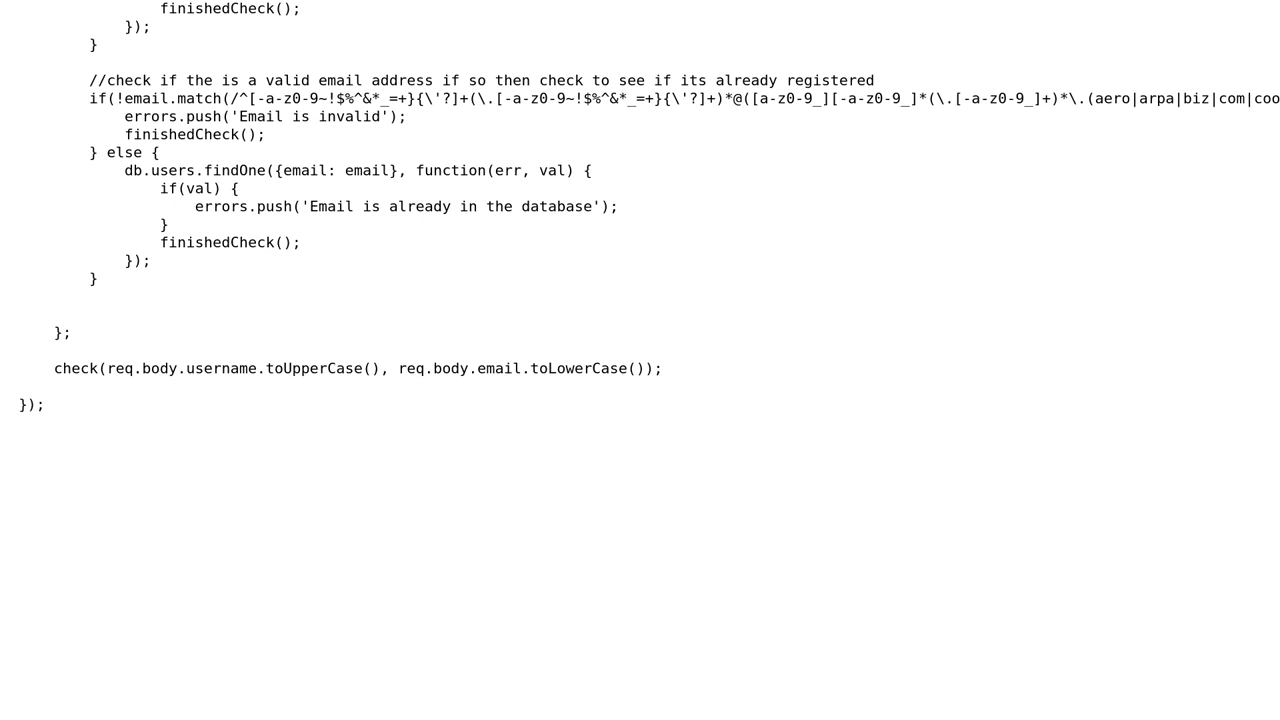 finishedCheck();
});
}
//check if the is a valid email address if so then check to see if its already registered
if(!email.match(/^[-a-z0-9~!$%^&*_=+}{\'?]+(\.[-a-z0-9~!$%^&*_=+}{\'?]+)*@([a-z0-9_][-a-z0-9_]*(\.[-a-z0-9_]+)*\.(aero|arpa|biz|com|coo
errors.push('Email is invalid');
finishedCheck();
} else {
db.users.findOne({email: email}, function(err, val) {
if(val) {
errors.push('Email is already in the database');
}
finishedCheck();
});
}
};
check(req.body.username.toUpperCase(), req.body.email.toLowerCase());
});